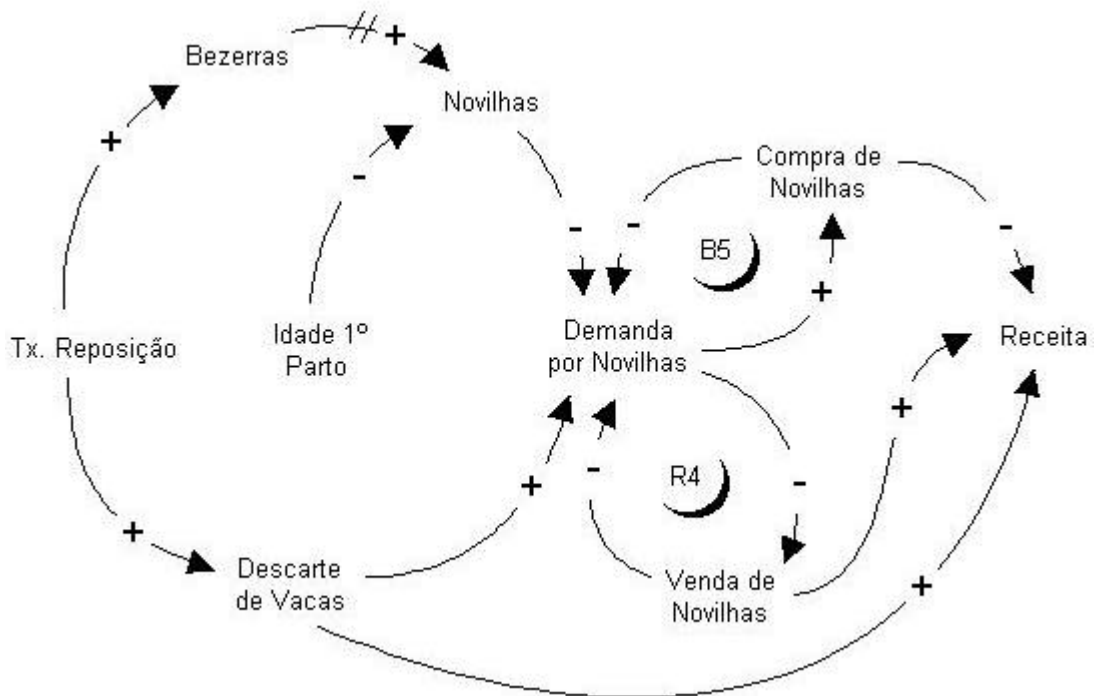 Bezerras
Novilhas
Compra de
Novilhas
B5
Tx. Reposição
Idade 1º
Parto
Demanda
por Novilhas
Receita
R4
Descarte
de Vacas
Venda de
Novilhas
//
+
+
-
-
-
-
+
+
-
-
+
+
+